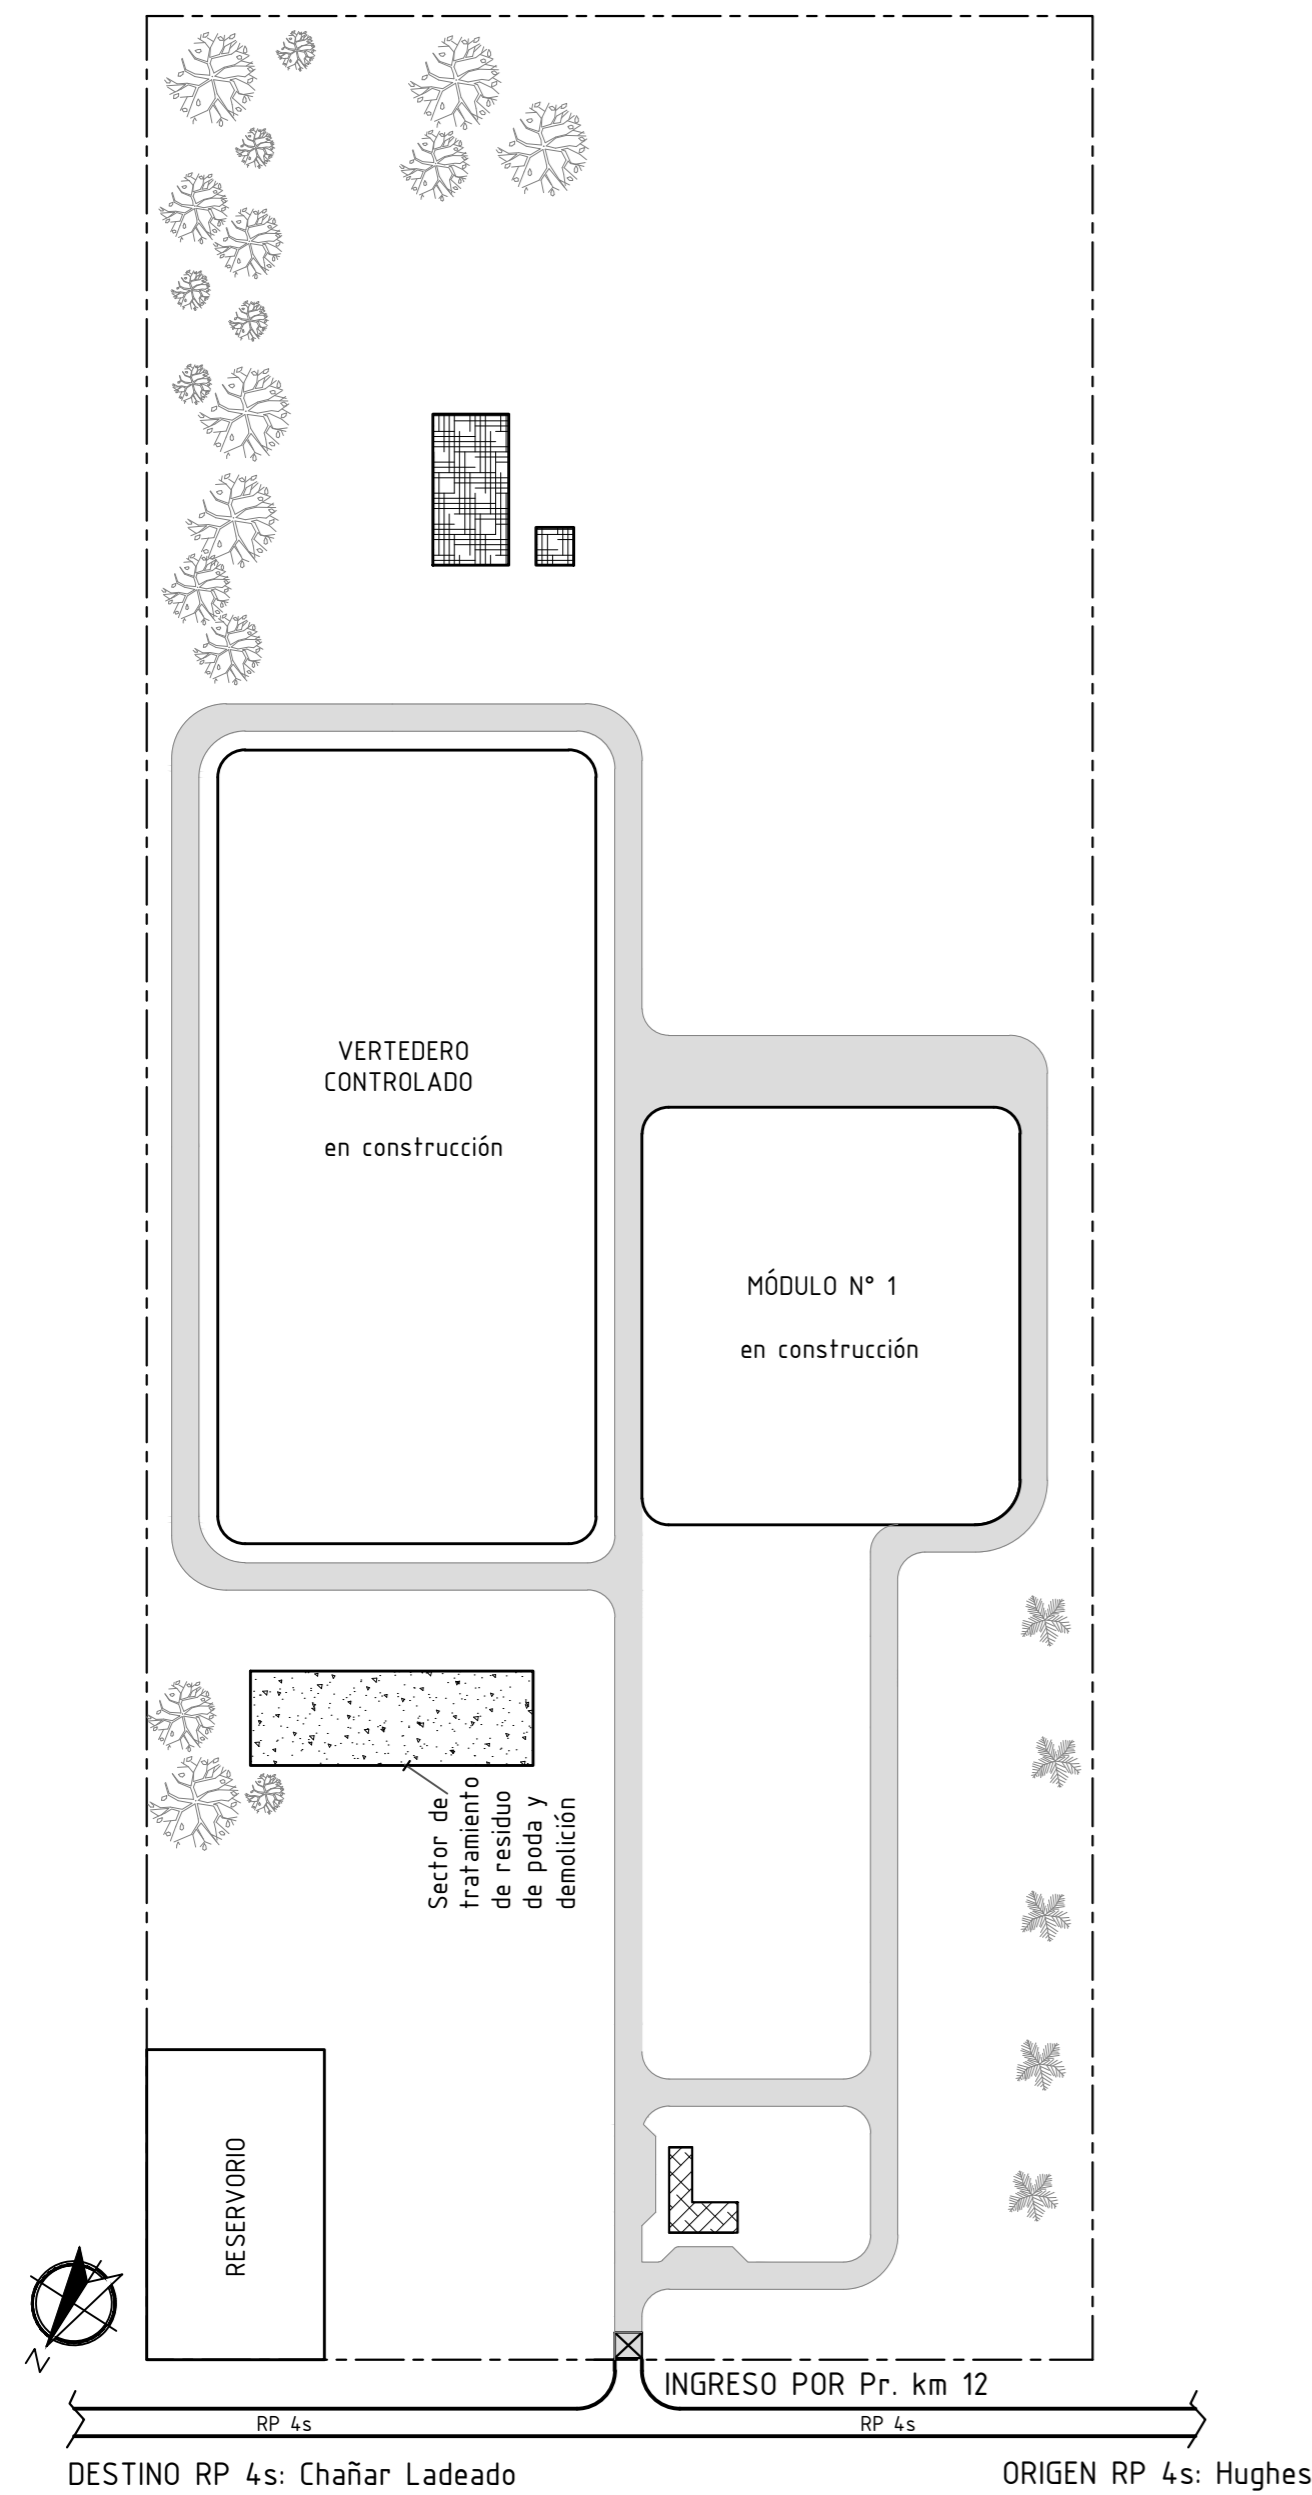 VERTEDERO
CONTROLADO
en construcción
MÓDULO N° 1
en construcción
Sector de
tratamiento
de residuo
de poda y
demolición
RESERVORIO
N
INGRESO POR Pr. km 12
RP 4s
RP 4s
DESTINO RP 4s: Chañar Ladeado
ORIGEN RP 4s: Hughes